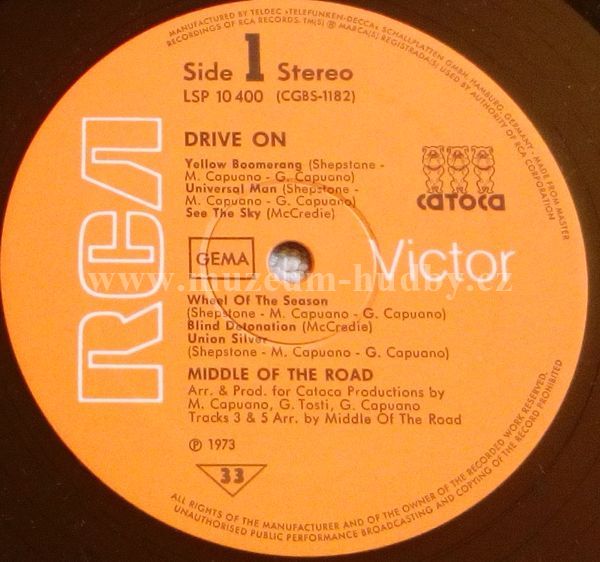 MANUFACTURED BY TELDEC »TELEFUNKEN-DECCA« SCHALLPLATTEN GMBH, HAMBURG, GERMANY · MADE FROM MASTER
RECORDINGS OF RCA RECORDS. TM(S) ® MARCA(S) REGISTRADA(S) USED BY AUTHORITY OF RCA CORPORATION
Side 1 Stereo
LSP 10 400 (CGBS-1182)
DRIVE ON
Yellow Boomerang (Shepstone -
M. Capuano - G. Capuano)
Universal Man (Shepstone -
M. Capuano - G. Capuano)
See The Sky (McCredie)
catoca
RCA
GEMA
Victor
www.muzeum-hudby.cz
Wheel Of The Season
(Shepstone - M. Capuano - G. Capuano)
Blind Detonation (McCredie)
Union Silver
(Shepstone - M. Capuano - G. Capuano)
MIDDLE OF THE ROAD
Arr. & Prod. for Catoca Productions by
M. Capuano, G. Tosti, G. Capuano
Tracks 3 & 5 Arr. by Middle Of The Road
℗ 1973
33
ALL RIGHTS OF THE MANUFACTURER AND OF THE OWNER OF THE RECORDED WORK RESERVED.
UNAUTHORISED PUBLIC PERFORMANCE BROADCASTING AND COPYING OF THE RECORD PROHIBITED